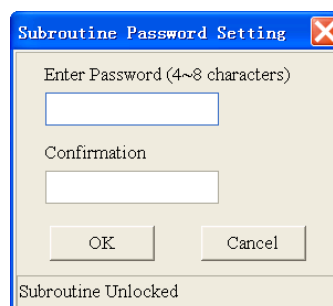 Subroutine Password Setting
Enter Password (4~8 characters)
Confirmation
OK Cancel
Subroutine Unlocked